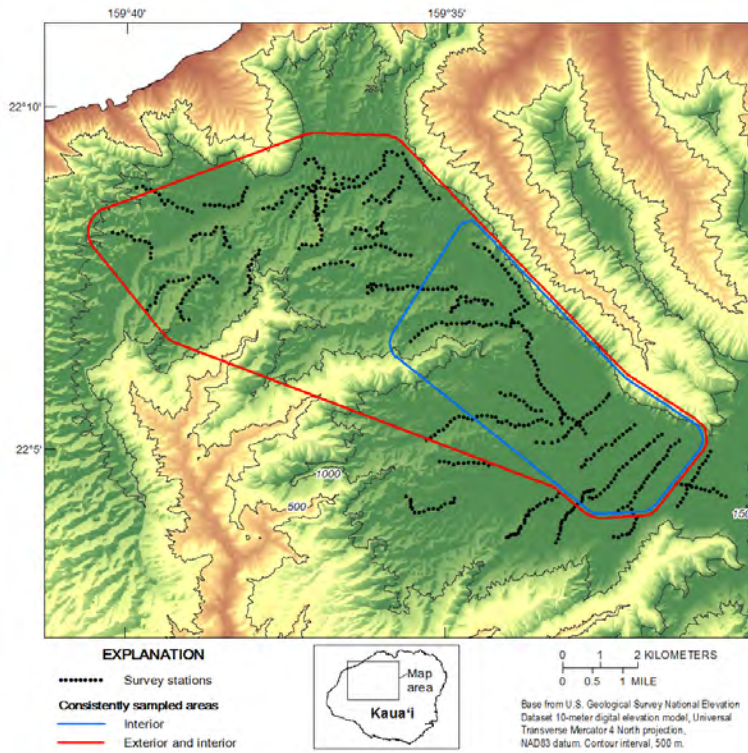 159°40'
159°35'
22°10'
22°5'
1000
500
150
EXPLANATION
Survey stations
Consistently sampled areas
Interior
Exterior and interior
Map
area
Kaua‘i
0 1 2 KILOMETERS
0 0.5 1 MILE
Base from U.S. Geological Survey National Elevation
Dataset 10-meter digital elevation model, Universal
Transverse Mercator 4 North projection,
NAD83 datum. Contour interval, 500 m.